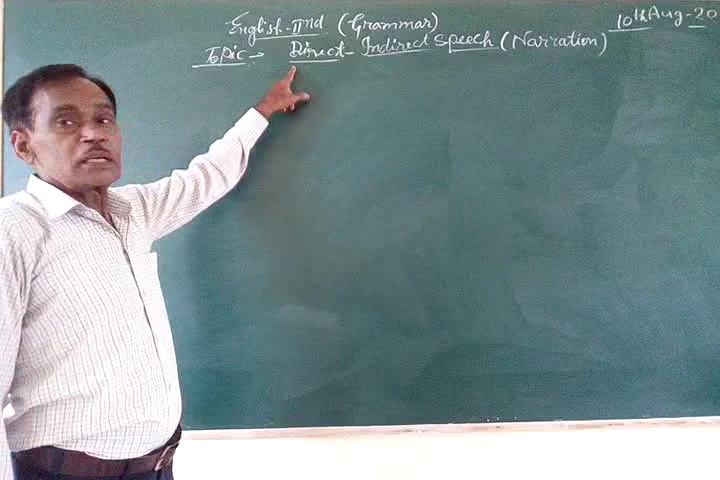 English-IInd (Grammar)
10th Aug-20
Topic → Direct-Indirect Speech (Narration)